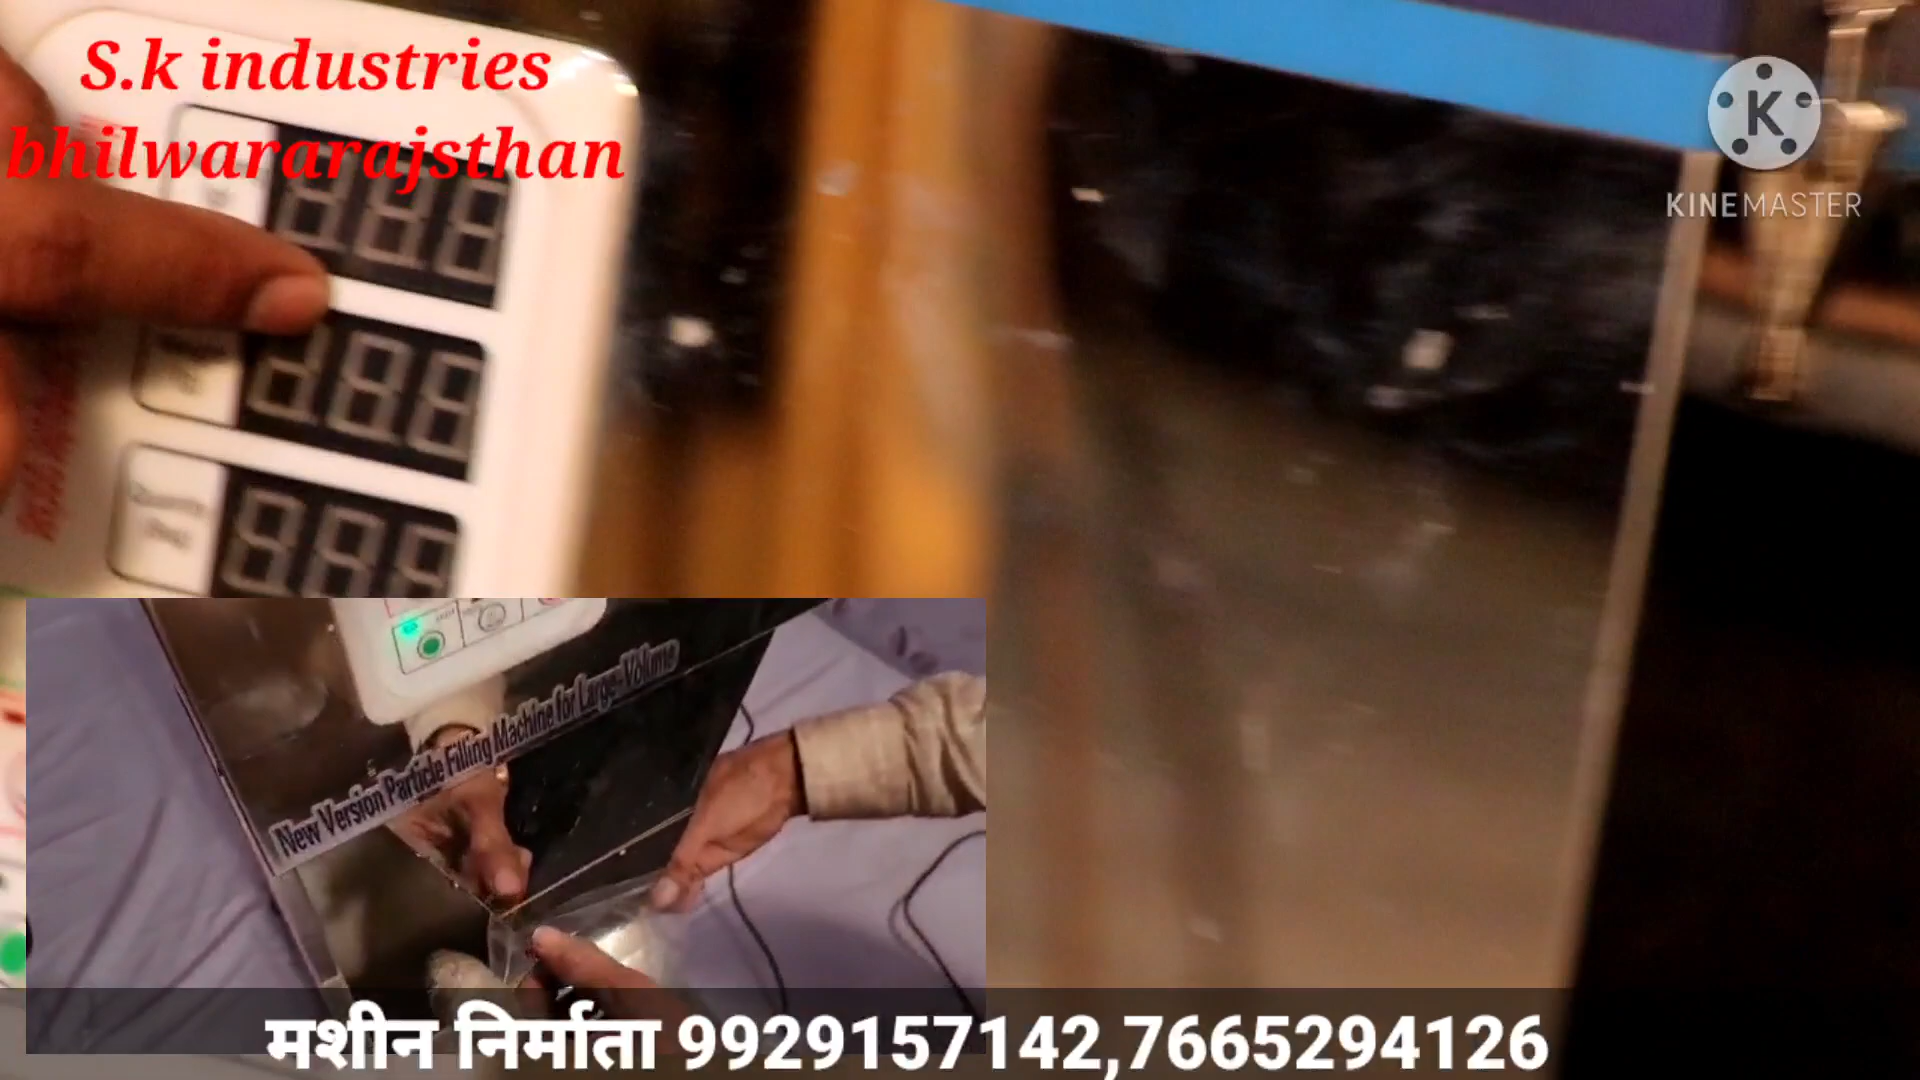 S.k industries
bhilwararajsthan
K
KINEMASTER
New Version Particle Filling Machine for Large-Volume
मशीन निर्माता 9929157142,7665294126